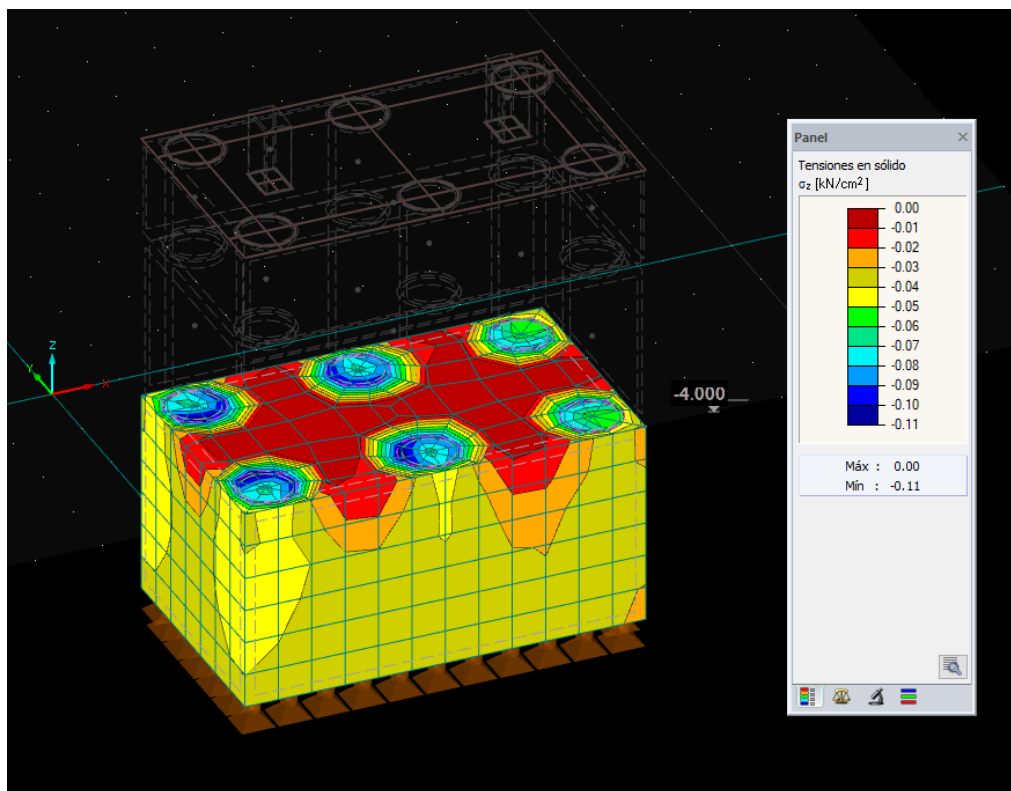 Panel
Tensiones en sólido
σz [kN/cm²]
0.00
-0.01
-0.02
-0.03
-0.04
-0.05
-0.06
-0.07
-0.08
-0.09
-0.10
-0.11
Máx : 0.00
Mín : -0.11
Z
Y
X
-4.000